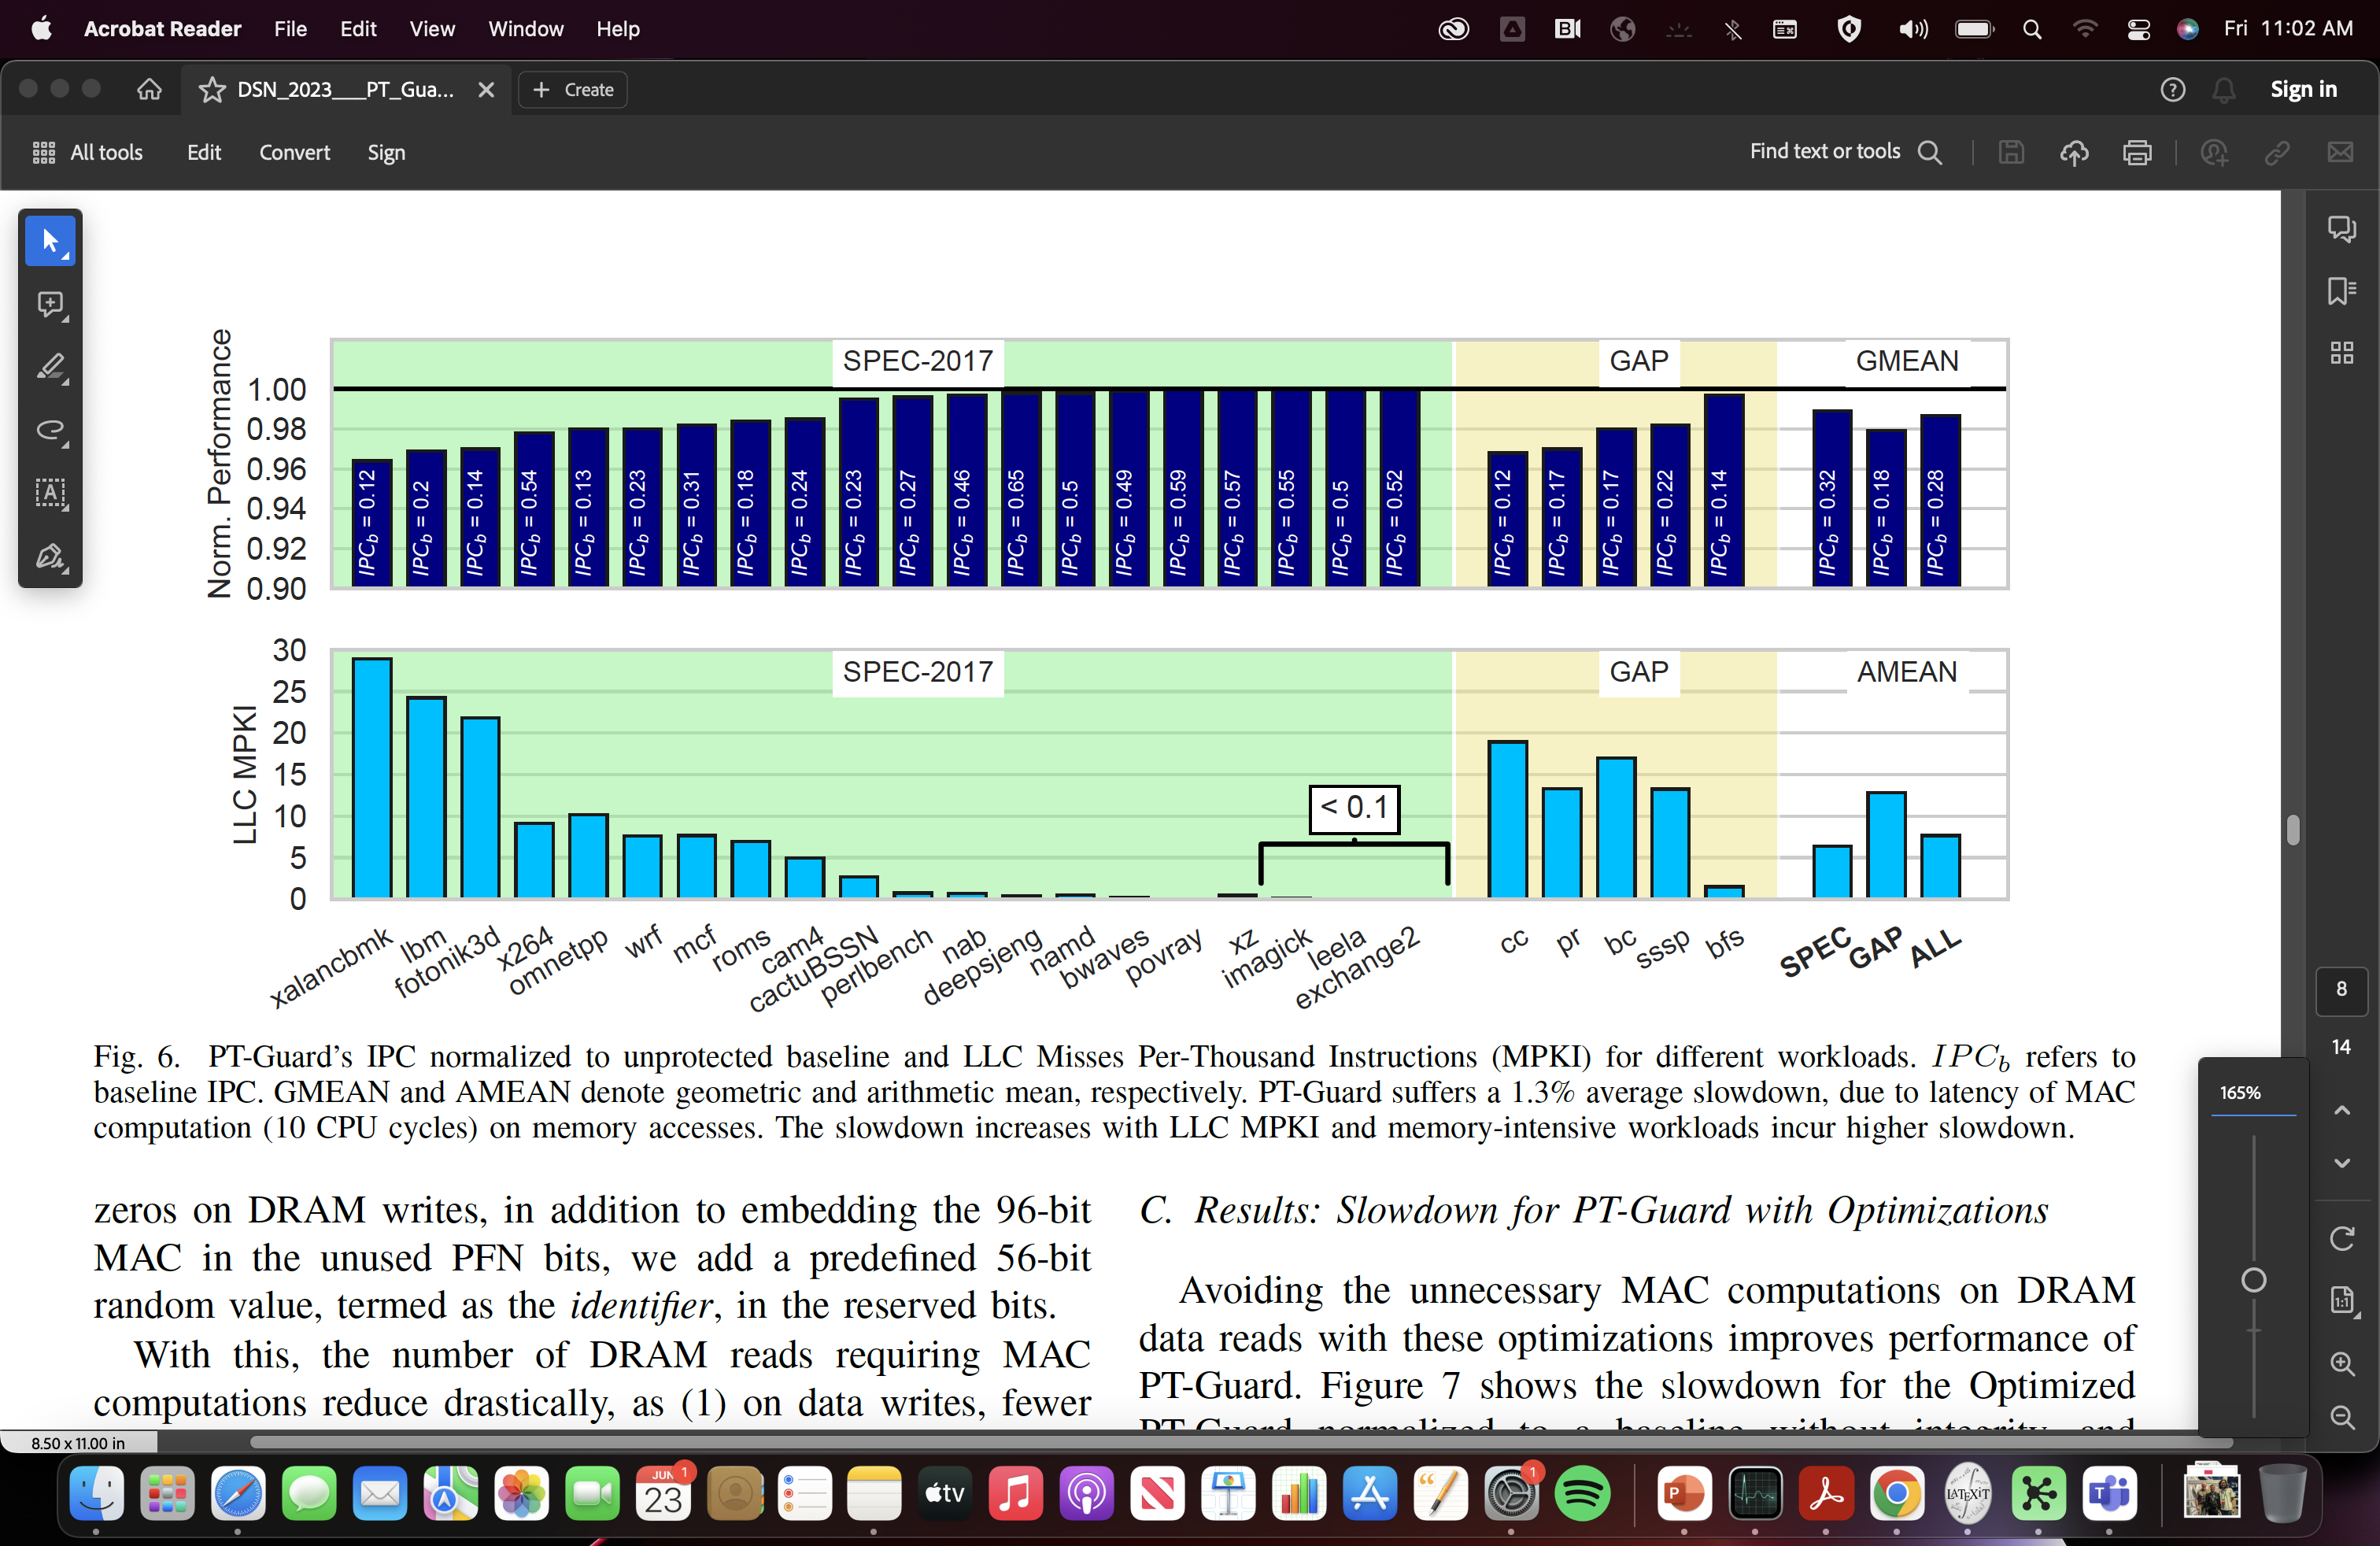 Acrobat Reader File Edit View Window Help Fri 11:02 AM
DSN_2023___PT_Gua... Create Sign in
All tools Edit Convert Sign Find text or tools
SPEC-2017 GAP GMEAN
Norm. Performance
1.00
0.98
0.96
0.94
0.92
0.90
IPCb = 0.12
IPCb = 0.2
IPCb = 0.14
IPCb = 0.54
IPCb = 0.13
IPCb = 0.23
IPCb = 0.31
IPCb = 0.18
IPCb = 0.24
IPCb = 0.23
IPCb = 0.27
IPCb = 0.46
IPCb = 0.65
IPCb = 0.5
IPCb = 0.49
IPCb = 0.59
IPCb = 0.57
IPCb = 0.55
IPCb = 0.5
IPCb = 0.52
IPCb = 0.12
IPCb = 0.17
IPCb = 0.17
IPCb = 0.22
IPCb = 0.14
IPCb = 0.32
IPCb = 0.18
IPCb = 0.28
SPEC-2017 GAP AMEAN
LLC MPKI
30
25
20
15
10
5
0
< 0.1
xalancbmk
lbm
fotonik3d
x264
omnetpp
wrf
mcf
roms
cam4
cactuBSSN
perlbench
nab
deepsjeng
namd
bwaves
povray
xz
imagick
leela
exchange2
cc
pr
bc
sssp
bfs
SPEC
GAP
ALL
Fig. 6. PT-Guard's IPC normalized to unprotected baseline and LLC Misses Per-Thousand Instructions (MPKI) for different workloads. IPCb refers to
baseline IPC. GMEAN and AMEAN denote geometric and arithmetic mean, respectively. PT-Guard suffers a 1.3% average slowdown, due to latency of MAC
computation (10 CPU cycles) on memory accesses. The slowdown increases with LLC MPKI and memory-intensive workloads incur higher slowdown.
zeros on DRAM writes, in addition to embedding the 96-bit
MAC in the unused PFN bits, we add a predefined 56-bit
random value, termed as the identifier, in the reserved bits.
With this, the number of DRAM reads requiring MAC
computations reduce drastically, as (1) on data writes, fewer
C. Results: Slowdown for PT-Guard with Optimizations
Avoiding the unnecessary MAC computations on DRAM
data reads with these optimizations improves performance of
PT-Guard. Figure 7 shows the slowdown for the Optimized
PT-Guard normalized to a baseline without integrity, and
8
14
165%
1:1
8.50 x 11.00 in
JUN 1
23
tv
1
P
LATEXiT
T